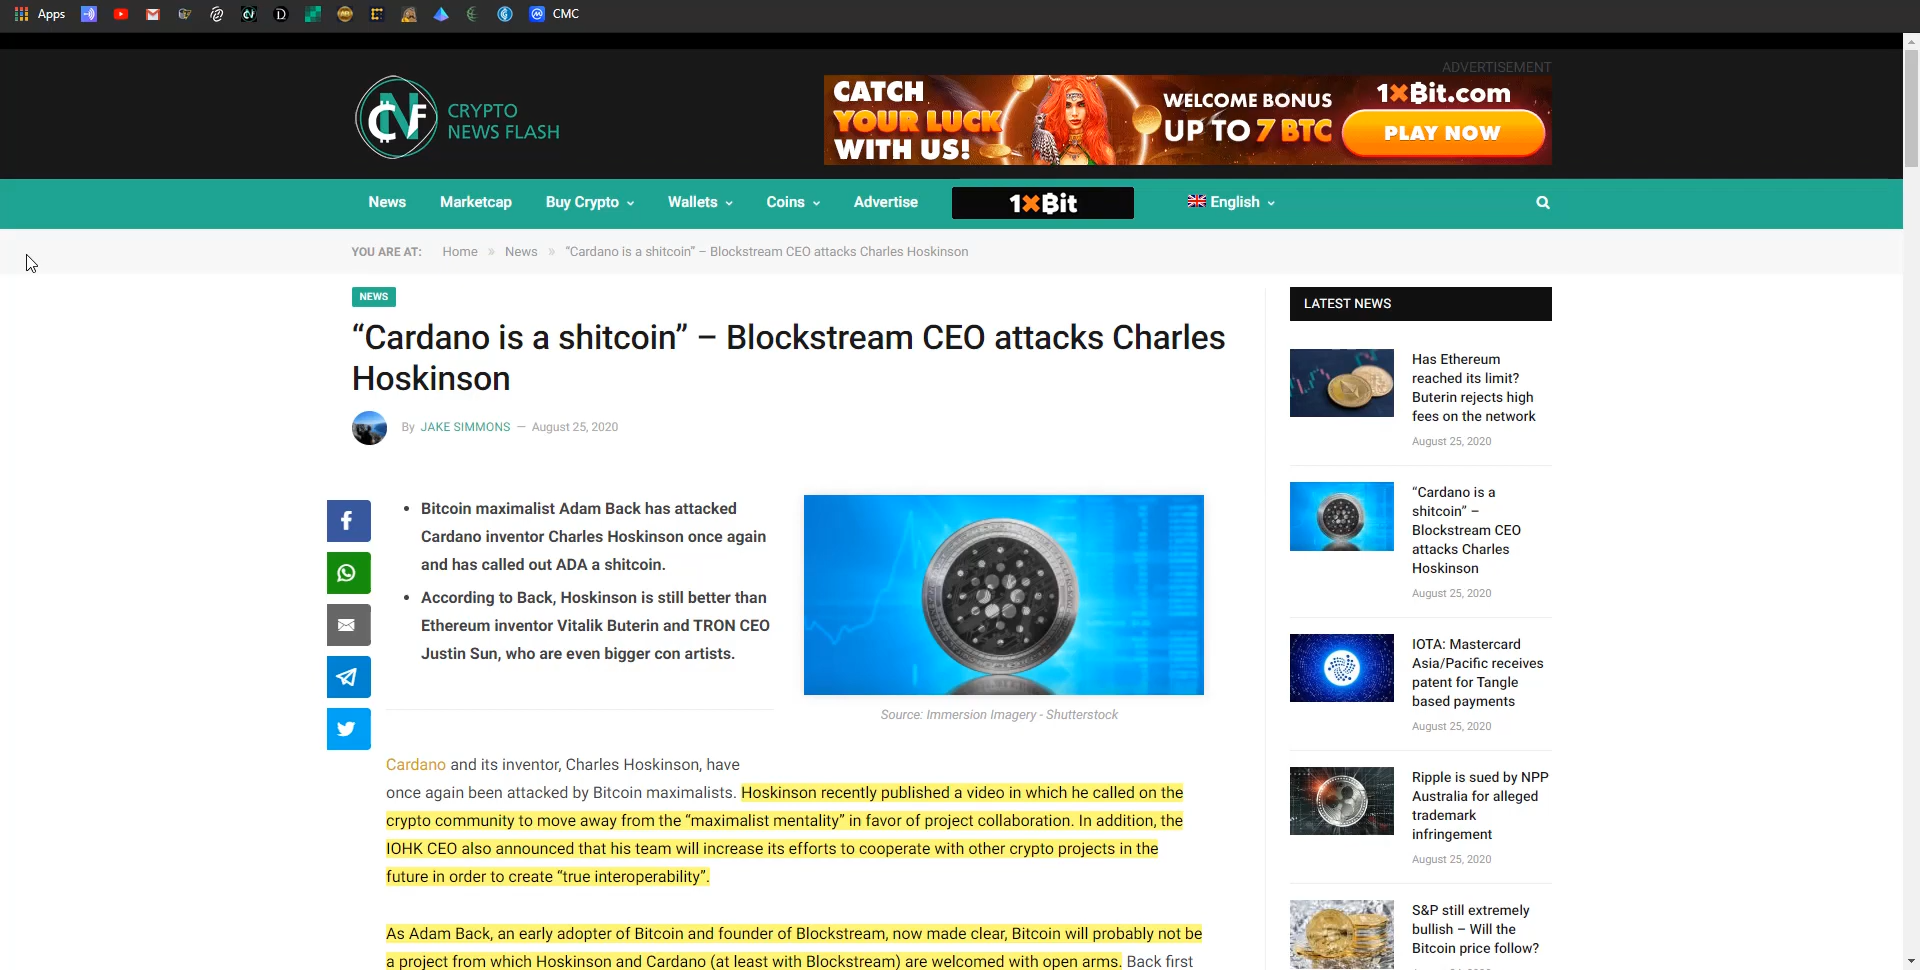 Apps
CMC
ADVERTISEMENT
CRYPTO
NEWS FLASH
CATCH
YOUR LUCK
WITH US!
WELCOME BONUS
UP TO 7 BTC
1×Bit.com
PLAY NOW
News Marketcap Buy Crypto Wallets Coins Advertise 1×Bit English
YOU ARE AT: Home » News » “Cardano is a shitcoin” – Blockstream CEO attacks Charles Hoskinson
NEWS
“Cardano is a shitcoin” – Blockstream CEO attacks Charles
Hoskinson
By JAKE SIMMONS — August 25, 2020
• Bitcoin maximalist Adam Back has attacked
Cardano inventor Charles Hoskinson once again
and has called out ADA a shitcoin.
• According to Back, Hoskinson is still better than
Ethereum inventor Vitalik Buterin and TRON CEO
Justin Sun, who are even bigger con artists.
Source: Immersion Imagery - Shutterstock
Cardano and its inventor, Charles Hoskinson, have
once again been attacked by Bitcoin maximalists. Hoskinson recently published a video in which he called on the
crypto community to move away from the “maximalist mentality” in favor of project collaboration. In addition, the
IOHK CEO also announced that his team will increase its efforts to cooperate with other crypto projects in the
future in order to create “true interoperability”.
As Adam Back, an early adopter of Bitcoin and founder of Blockstream, now made clear, Bitcoin will probably not be
a project from which Hoskinson and Cardano (at least with Blockstream) are welcomed with open arms. Back first
LATEST NEWS
Has Ethereum
reached its limit?
Buterin rejects high
fees on the network
August 25, 2020
“Cardano is a
shitcoin” –
Blockstream CEO
attacks Charles
Hoskinson
August 25, 2020
IOTA: Mastercard
Asia/Pacific receives
patent for Tangle
based payments
August 25, 2020
Ripple is sued by NPP
Australia for alleged
trademark
infringement
August 25, 2020
S&P still extremely
bullish – Will the
Bitcoin price follow?